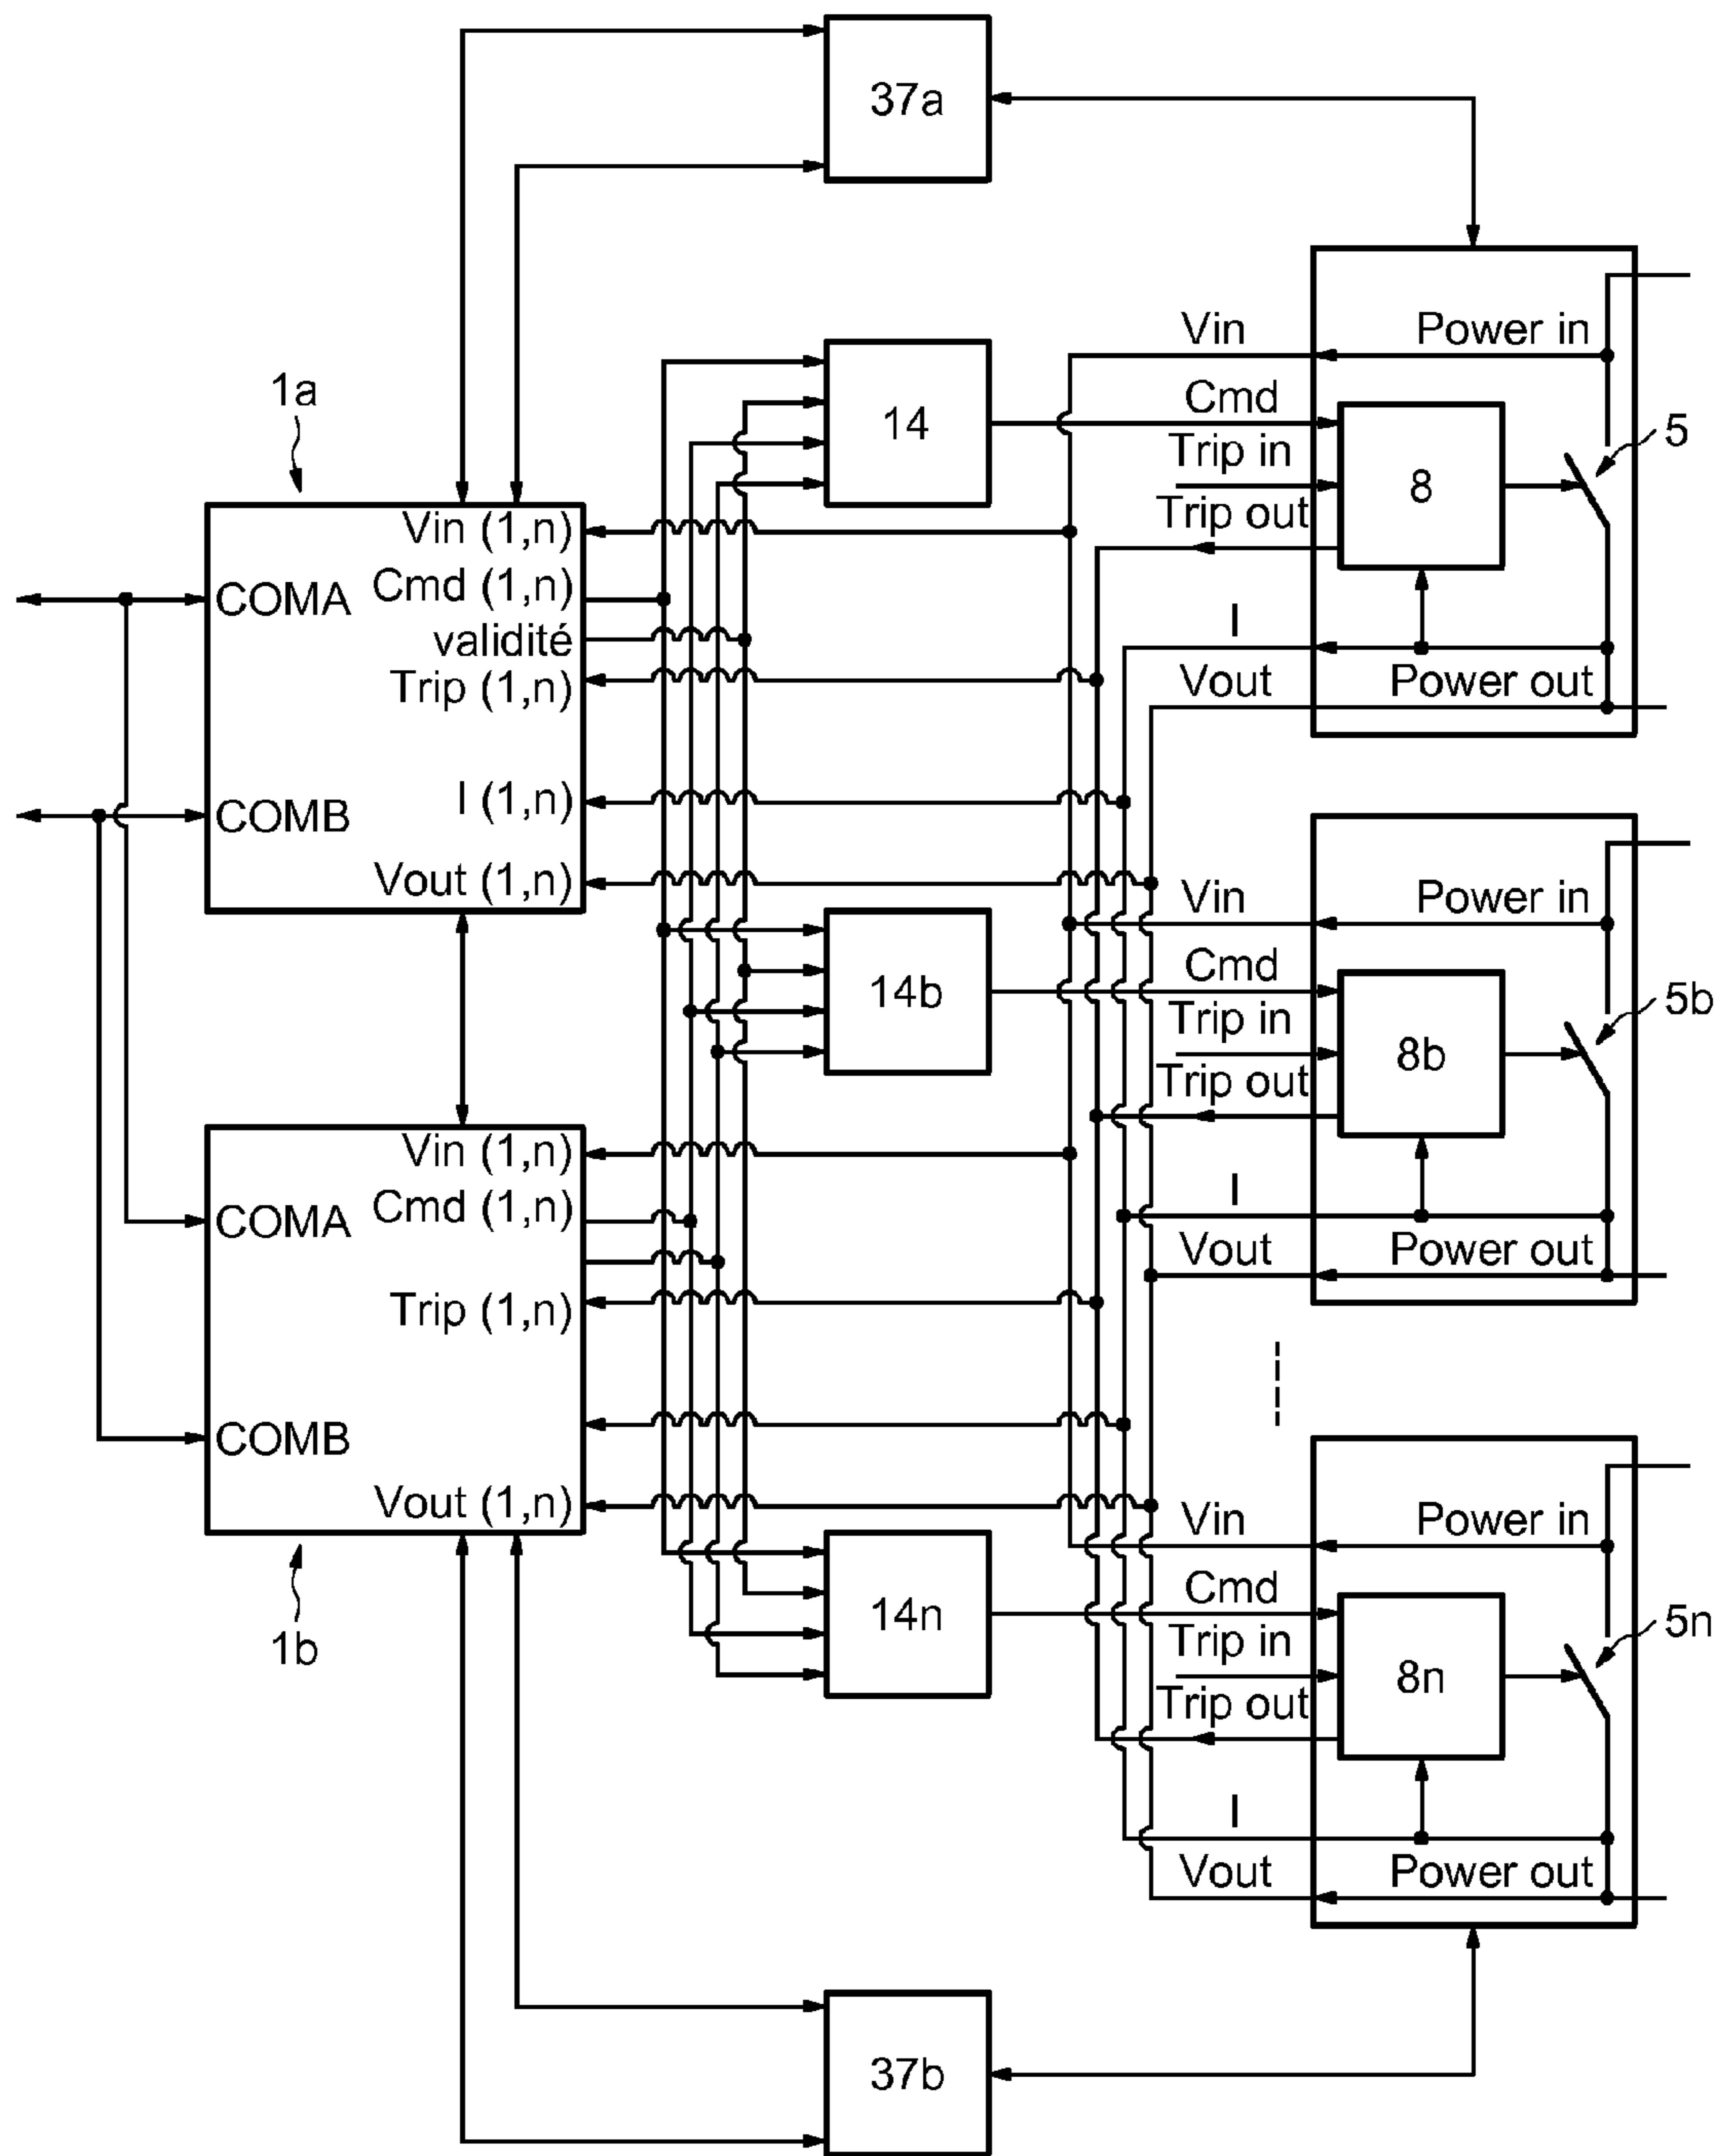 37a
1a
Vin (1,n)
Cmd (1,n)
validité
Trip (1,n)
I (1,n)
Vout (1,n)
COMA
COMB
14
Vin
Cmd
Trip in
Trip out
I
Vout
Power in
8
5
Power out
14b
Vin
Cmd
Trip in
Trip out
I
Vout
Power in
8b
5b
Power out
Vin (1,n)
Cmd (1,n)
Trip (1,n)
Vout (1,n)
COMA
COMB
1b
14n
Vin
Cmd
Trip in
Trip out
I
Vout
Power in
8n
5n
Power out
37b